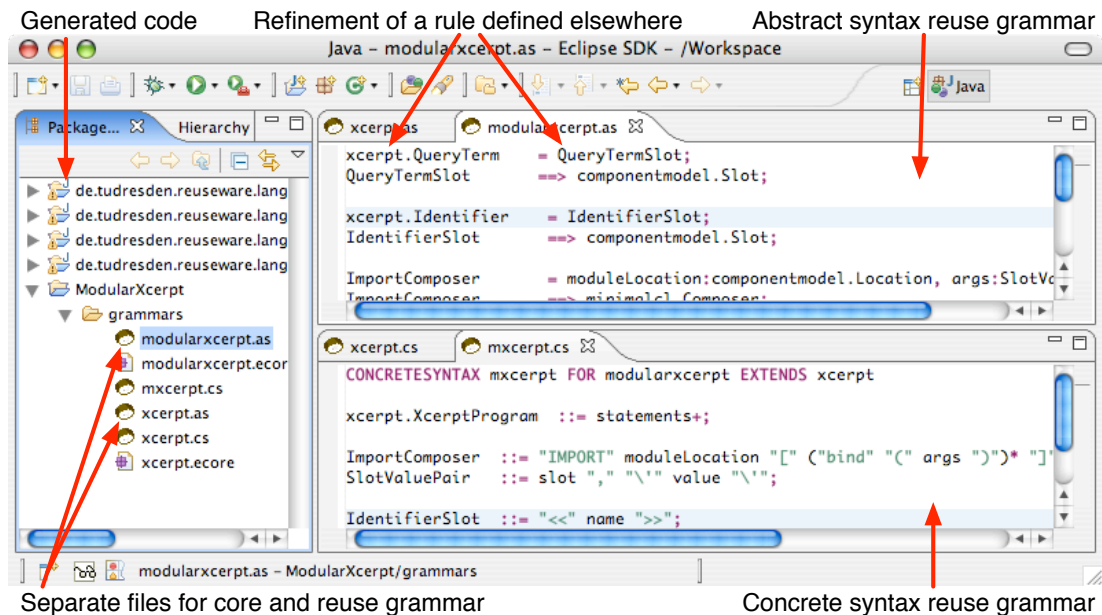 Generated code
Refinement of a rule defined elsewhere
Abstract syntax reuse grammar
Java – modularxcerpt.as – Eclipse SDK – /Workspace
Java
Package...
Hierarchy
de.tudresden.reuseware.lang
de.tudresden.reuseware.lang
de.tudresden.reuseware.lang
de.tudresden.reuseware.lang
ModularXcerpt
grammars
modularxcerpt.as
modularxcerpt.ecor
mxcerpt.cs
xcerpt.as
xcerpt.cs
xcerpt.ecore
xcerpt.as
modularxcerpt.as
xcerpt.QueryTerm = QueryTermSlot;
QueryTermSlot ==> componentmodel.Slot;
xcerpt.Identifier = IdentifierSlot;
IdentifierSlot ==> componentmodel.Slot;
ImportComposer = moduleLocation:componentmodel.Location, args:SlotVa
ImportComposer ==> minimalcl.Composer;
xcerpt.cs
mxcerpt.cs
CONCRETESYNTAX mxcerpt FOR modularxcerpt EXTENDS xcerpt
xcerpt.XcerptProgram ::= statements+;
ImportComposer ::= "IMPORT" moduleLocation "[" ("bind" "(" args ")")* "]"
SlotValuePair ::= slot "," "\'" value "\'";
IdentifierSlot ::= "<<" name ">>";
modularxcerpt.as – ModularXcerpt/grammars
Separate files for core and reuse grammar
Concrete syntax reuse grammar